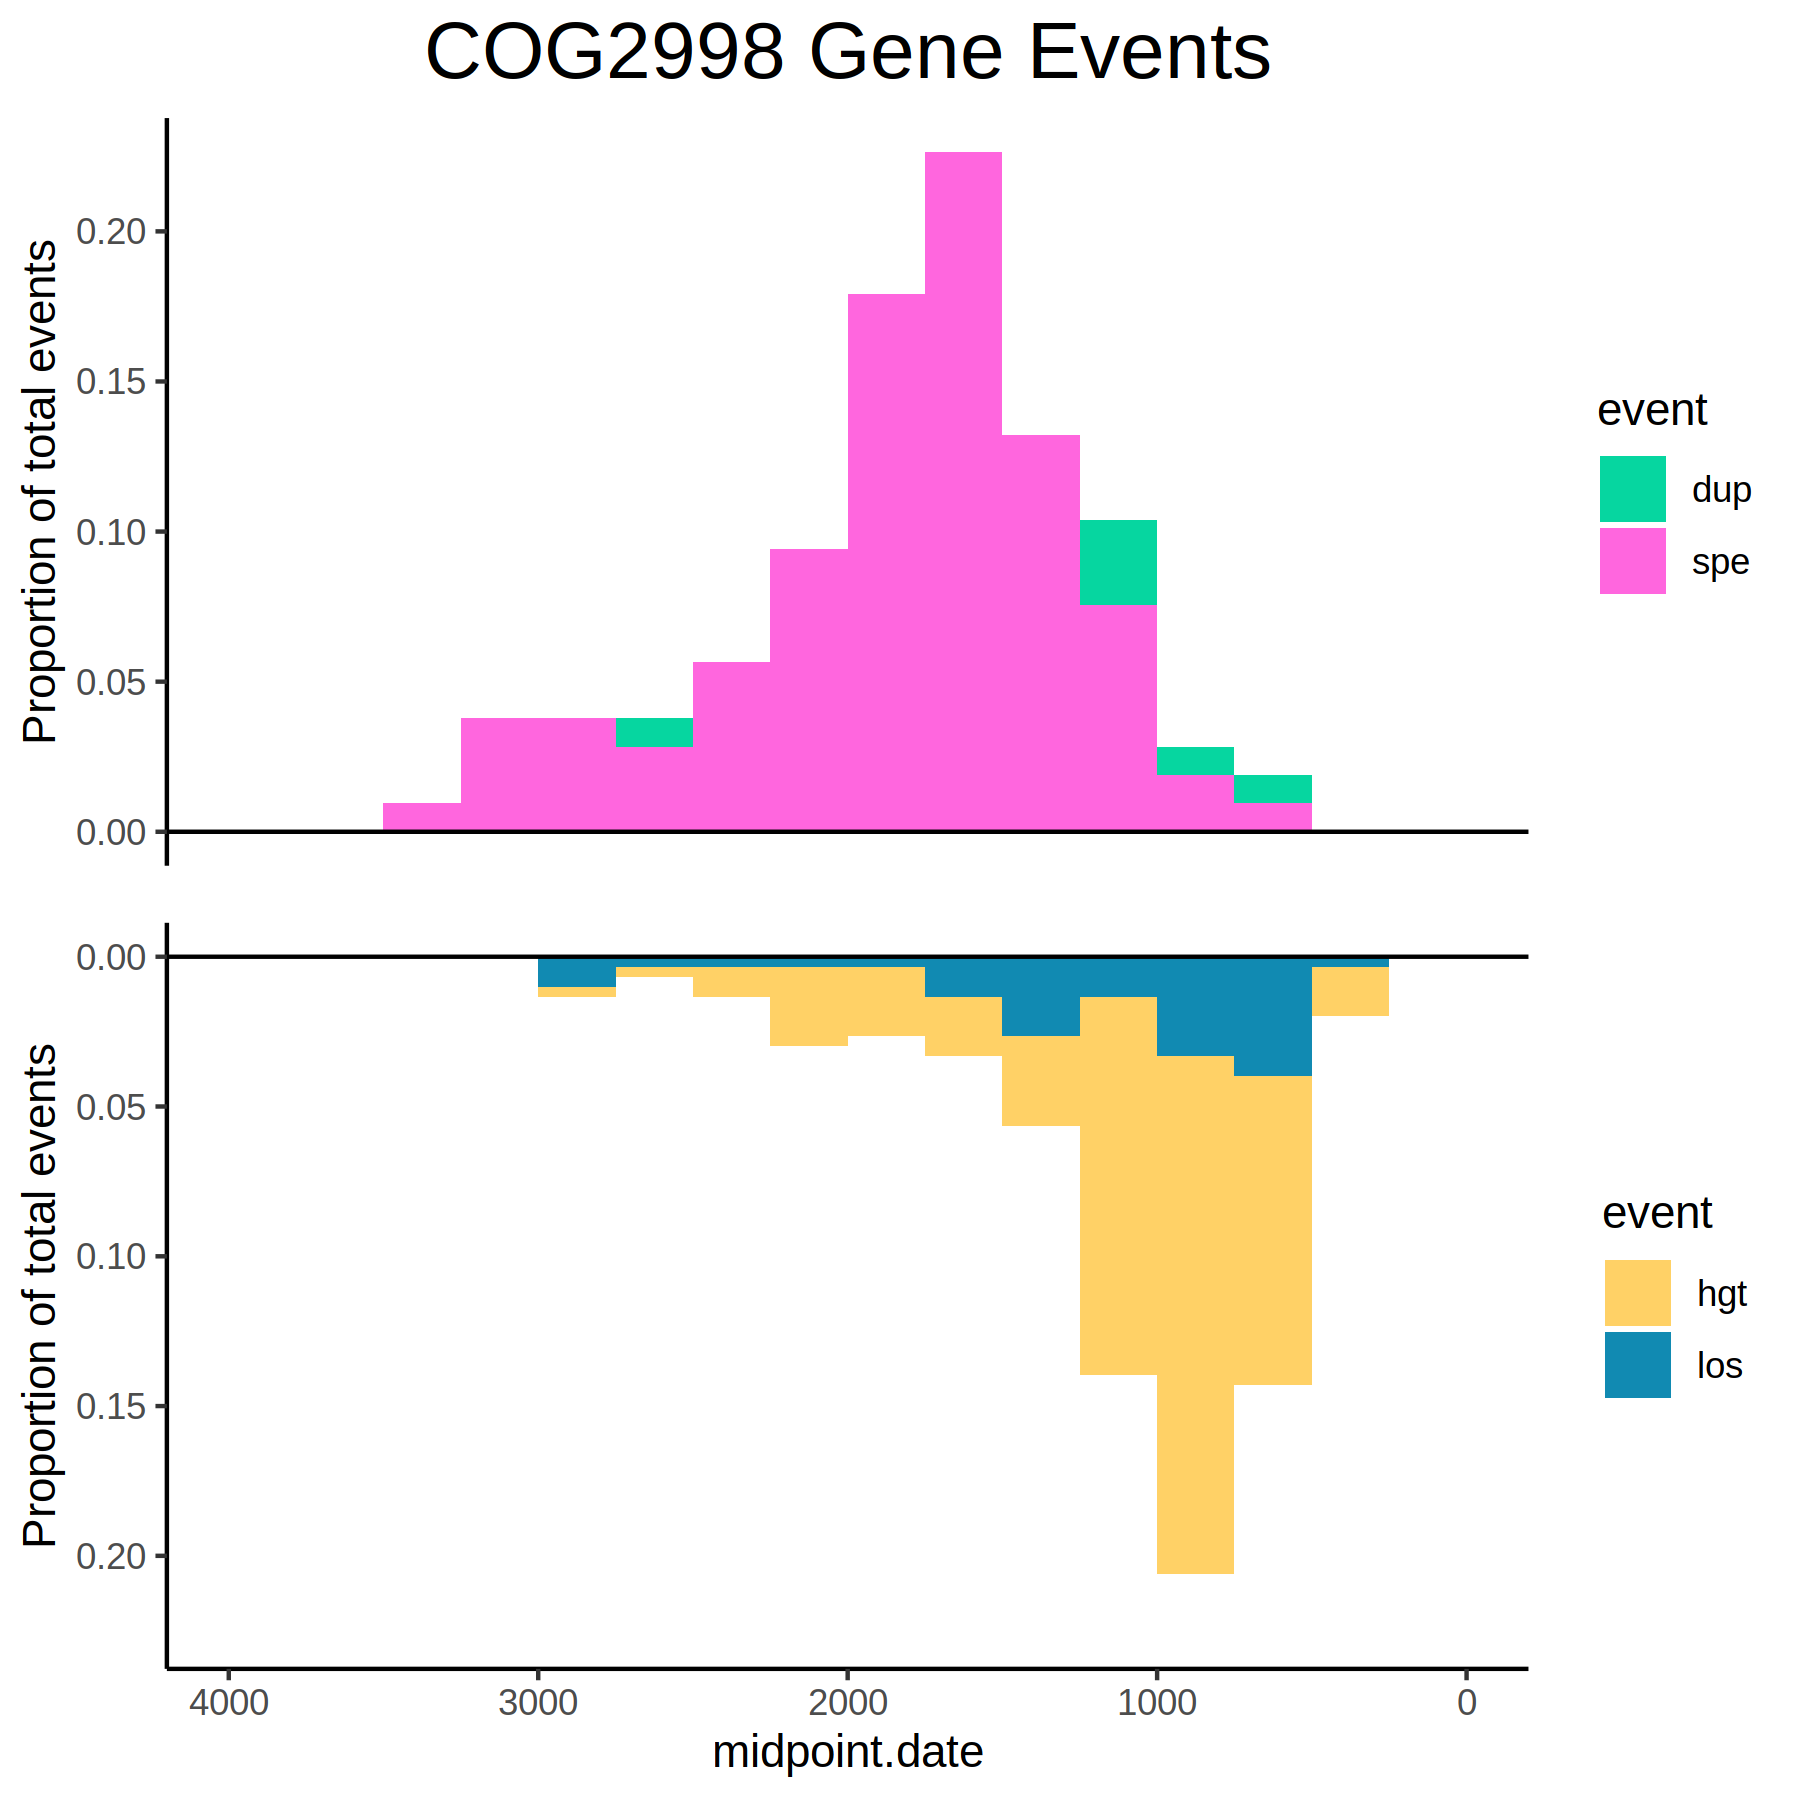 COG2998 Gene Events
Proportion of total events
0.20
0.15
0.10
0.05
0.00
event
dup
spe
Proportion of total events
0.00
0.05
0.10
0.15
0.20
event
hgt
los
4000 3000 2000 1000 0
midpoint.date